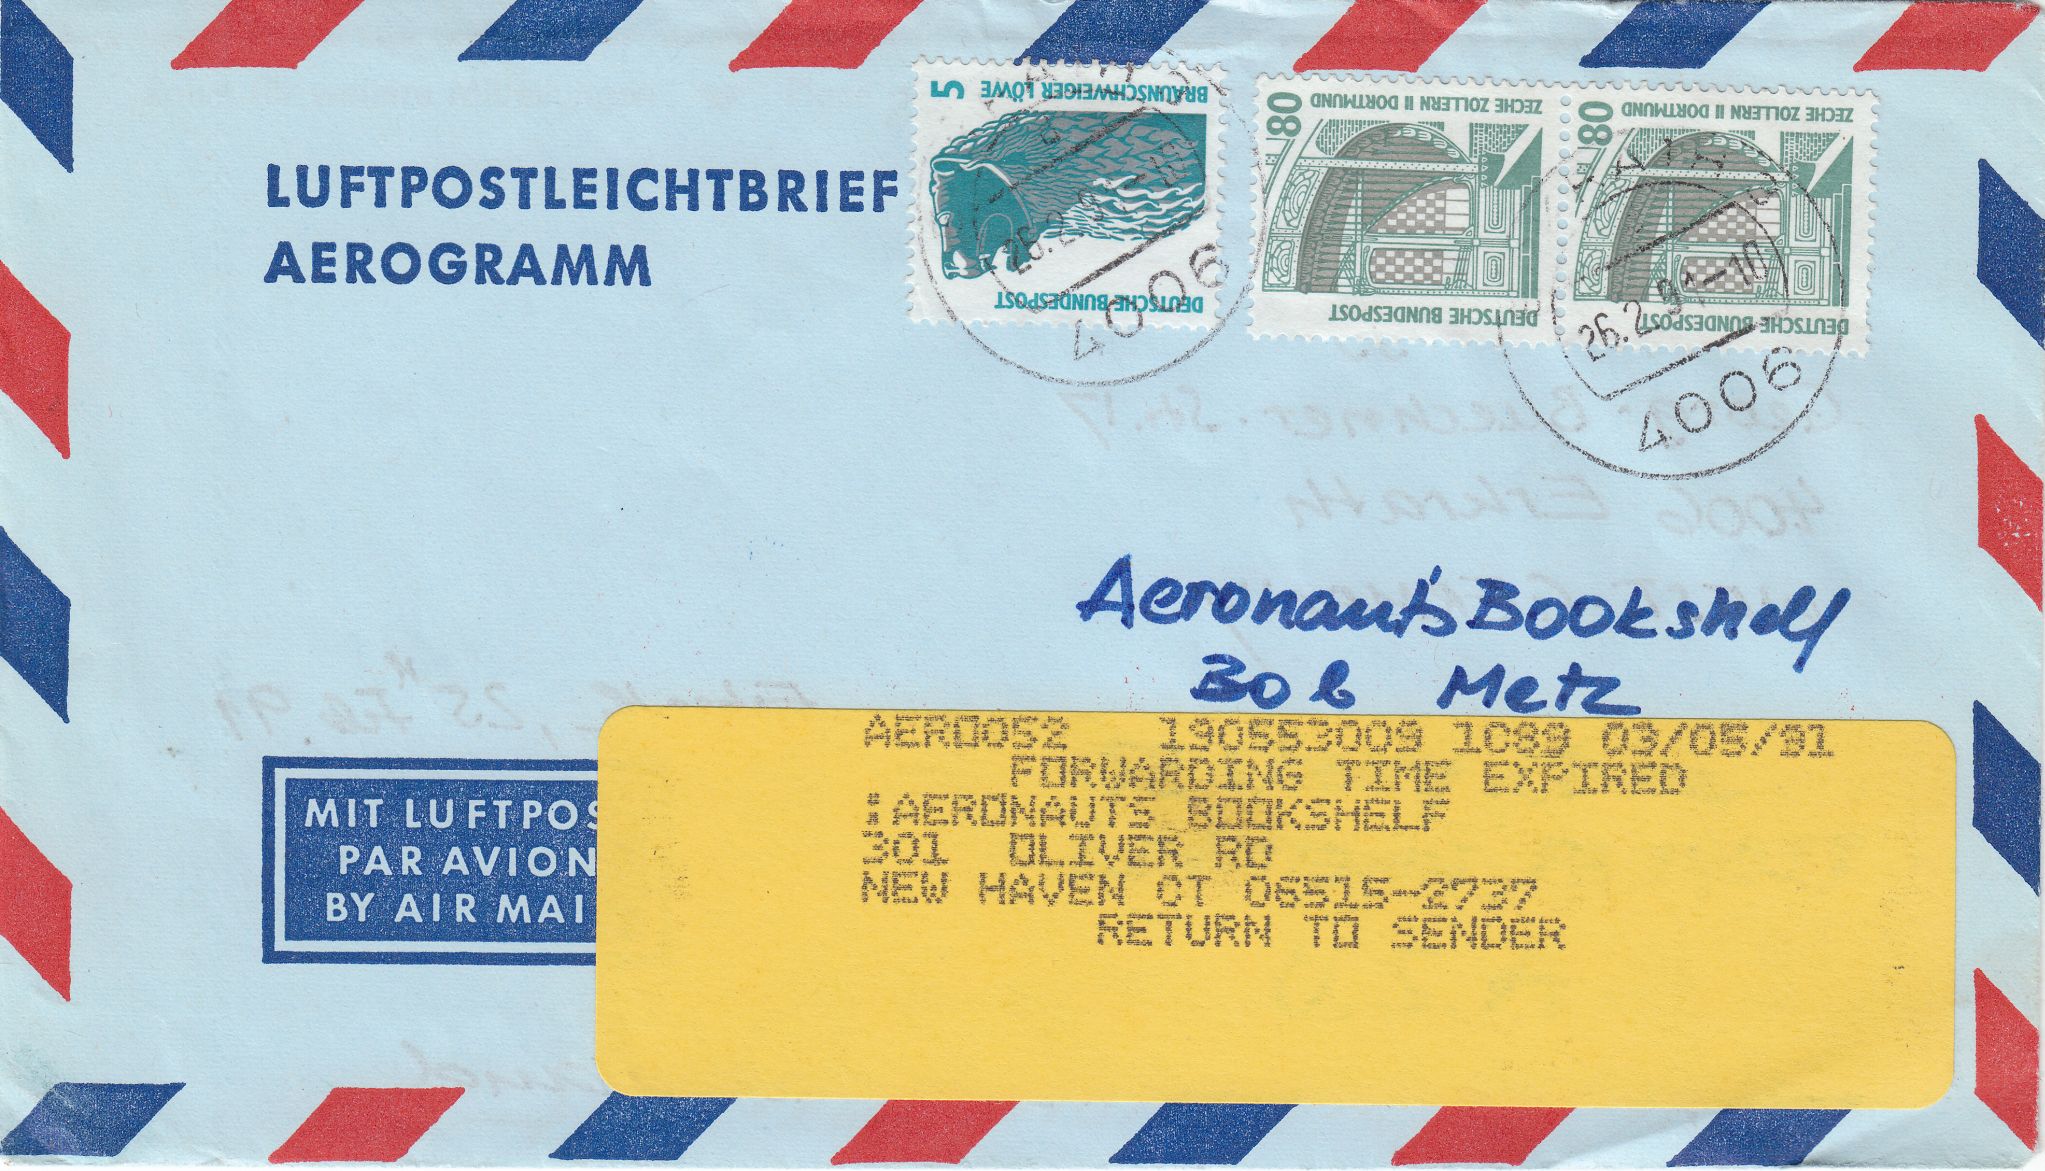 LUFTPOSTLEICHTBRIEF
AEROGRAMM
5
BRAUNSCHWEIGER LÖWE
DEUTSCHE BUNDESPOST
80
ZECHE ZOLLERN II DORTMUND
DEUTSCHE BUNDESPOST
80
ZECHE ZOLLERN II DORTMUND
DEUTSCHE BUNDESPOST
26.2.91
4006
26.2.91-10
4006
Aeronaut's Bookshelf
Bob Metz
AERO052 190553009 1C89 03/05/91
FORWARDING TIME EXPIRED
:AERONAUTS BOOKSHELF
301 OLIVER RD
NEW HAVEN CT 06515-2737
RETURN TO SENDER
MIT LUFTPOS
PAR AVION
BY AIR MAI